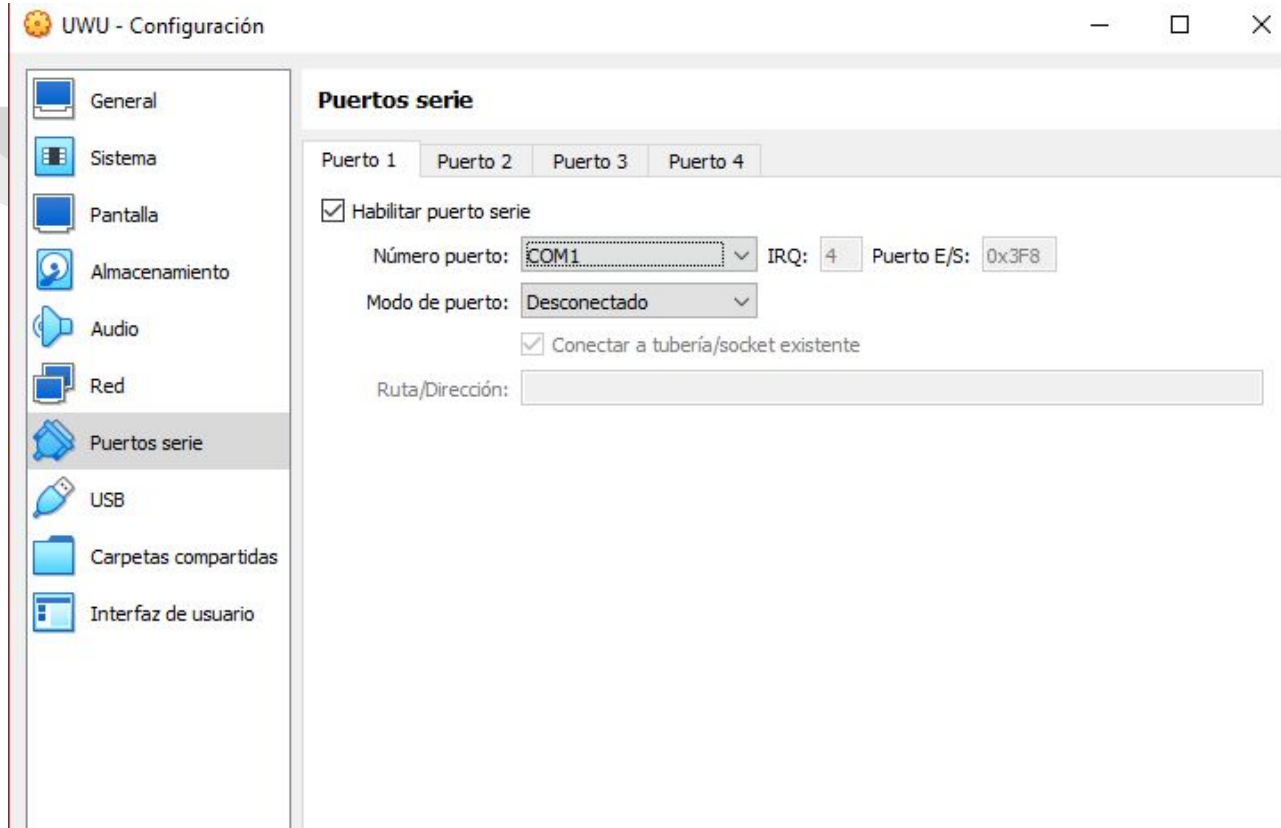 UWU - Configuración
General
Sistema
Pantalla
Almacenamiento
Audio
Red
Puertos serie
USB
Carpetas compartidas
Interfaz de usuario
Puertos serie
Puerto 1 Puerto 2 Puerto 3 Puerto 4
Habilitar puerto serie
Número puerto: COM1 IRQ: 4 Puerto E/S: 0x3F8
Modo de puerto: Desconectado
Conectar a tubería/socket existente
Ruta/Dirección: